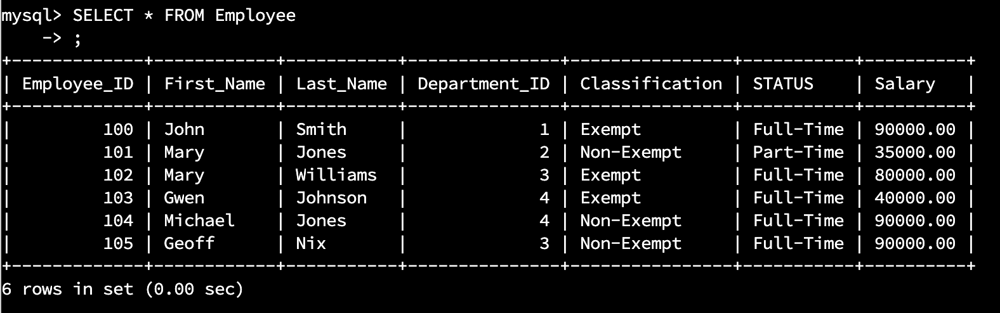 mysql> SELECT * FROM Employee
    -> ;
+-------------+------------+-----------+---------------+----------------+-----------+----------+
| Employee_ID | First_Name | Last_Name | Department_ID | Classification | STATUS    | Salary   |
+-------------+------------+-----------+---------------+----------------+-----------+----------+
|         100 | John       | Smith     |             1 | Exempt         | Full-Time | 90000.00 |
|         101 | Mary       | Jones     |             2 | Non-Exempt     | Part-Time | 35000.00 |
|         102 | Mary       | Williams  |             3 | Exempt         | Full-Time | 80000.00 |
|         103 | Gwen       | Johnson   |             4 | Exempt         | Full-Time | 40000.00 |
|         104 | Michael    | Jones     |             4 | Non-Exempt     | Full-Time | 90000.00 |
|         105 | Geoff      | Nix       |             3 | Non-Exempt     | Full-Time | 90000.00 |
+-------------+------------+-----------+---------------+----------------+-----------+----------+
6 rows in set (0.00 sec)